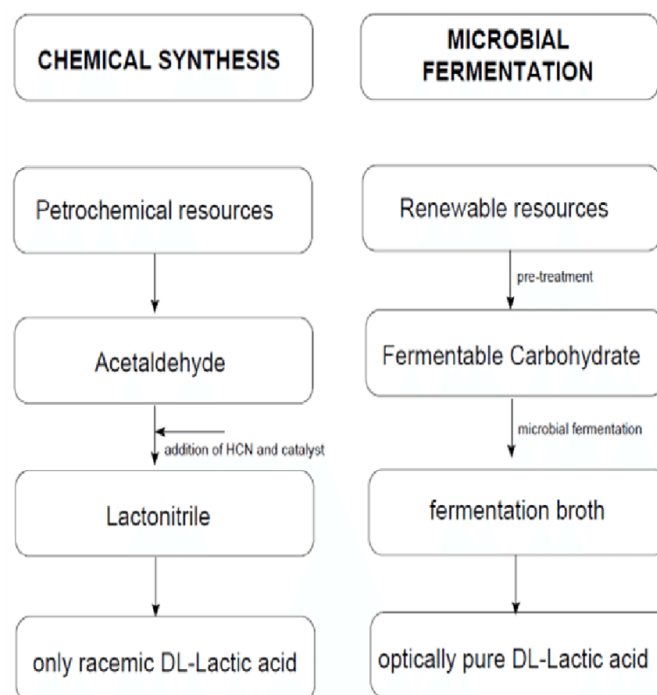 CHEMICAL SYNTHESIS
Petrochemical resources
Acetaldehyde
addition of HCN and catalyst
Lactonitrile
only racemic DL-Lactic acid
MICROBIAL
FERMENTATION
Renewable resources
pre-treatment
Fermentable Carbohydrate
microbial fermentation
fermentation broth
optically pure DL-Lactic acid